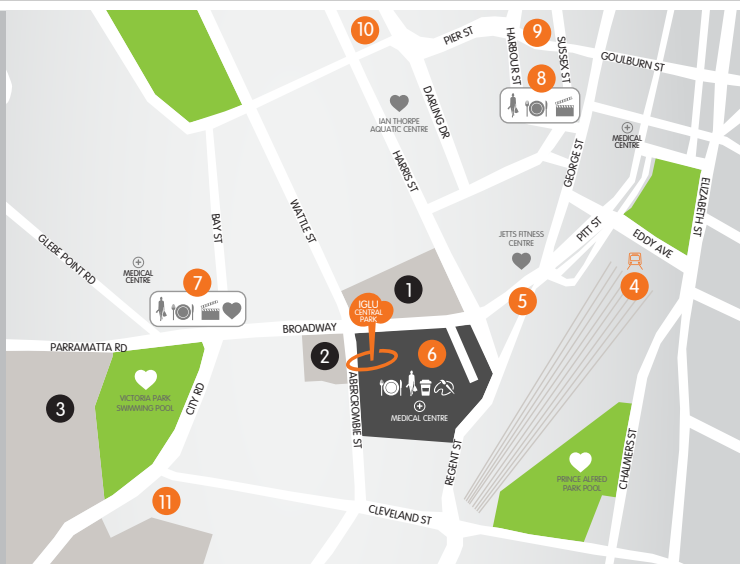 10
PIER ST
9
HARBOUR ST
SUSSEX ST
GOULBURN ST
8
DARLING DR
IAN THORPE
AQUATIC CENTRE
MEDICAL
CENTRE
HARRIS ST
GEORGE ST
ELIZABETH ST
WATTLE ST
BAY ST
GLEBE POINT RD
PITT ST
EDDY AVE
JETTS FITNESS
CENTRE
MEDICAL
CENTRE
7
4
5
1
IGLU
CENTRAL
PARK
BROADWAY
PARRAMATTA RD
2
6
VICTORIA PARK
SWIMMING POOL
3
CITY RD
ABERCROMBIE ST
MEDICAL CENTRE
REGENT ST
CHALMERS ST
PRINCE ALFRED
PARK POOL
11
CLEVELAND ST